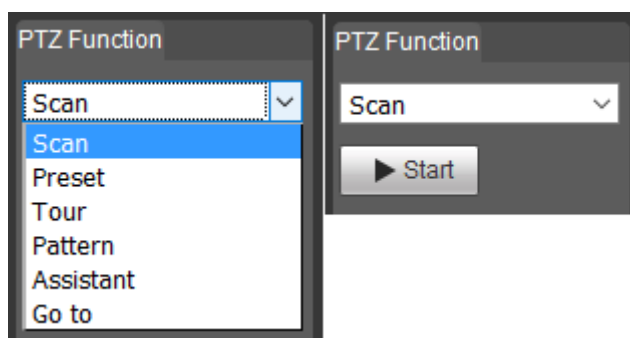 PTZ Function
Scan
Scan
Preset
Tour
Pattern
Assistant
Go to
PTZ Function
Scan
Start